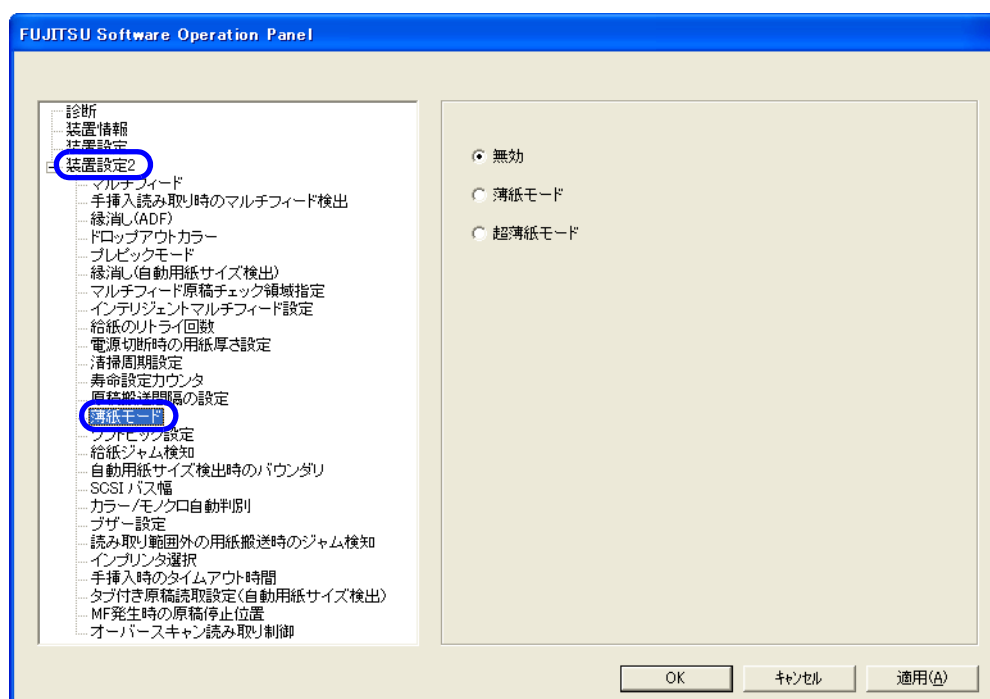 FUJITSU Software Operation Panel
診断
装置情報
装置設定
装置設定2
マルチフィード
手挿入読み取り時のマルチフィード検出
縁消し(ADF)
ドロップアウトカラー
プレピックモード
縁消し(自動用紙サイズ検出)
マルチフィード原稿チェック領域指定
インテリジェントマルチフィード設定
給紙のリトライ回数
電源切断時の用紙厚さ設定
清掃周期設定
寿命設定カウンタ
原稿搬送間隔の設定
薄紙モード
ソフトピック設定
給紙ジャム検知
自動用紙サイズ検出時のバウンダリ
SCSI バス幅
カラー/モノクロ自動判別
ブザー設定
読み取り範囲外の用紙搬送時のジャム検知
インプリンタ選択
手挿入時のタイムアウト時間
タブ付き原稿読取設定(自動用紙サイズ検出)
MF発生時の原稿停止位置
オーバースキャン読み取り制御
無効
薄紙モード
超薄紙モード
OK
キャンセル
適用(A)